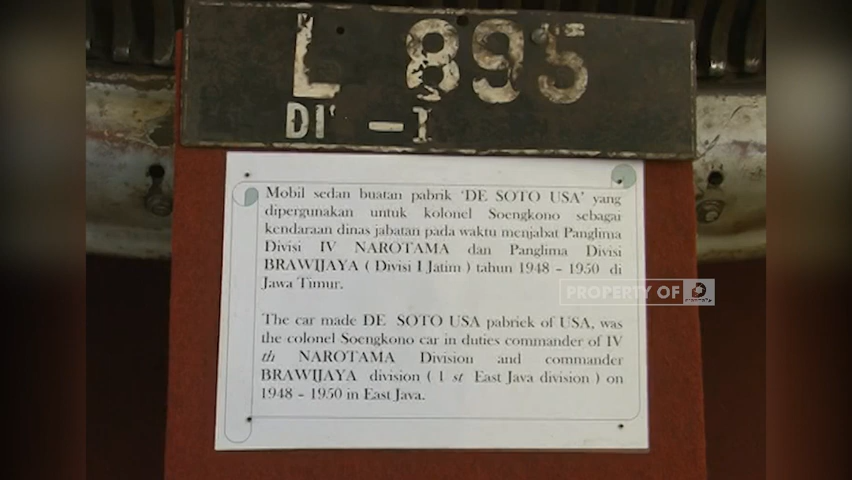 L 895
DI' - I
Mobil sedan buatan pabrik 'DE SOTO USA' yang
dipergunakan untuk kolonel Soengkono sebagai
kendaraan dinas jabatan pada waktu menjabat Panglima
Divisi IV NAROTAMA dan Panglima Divisi
BRAWIJAYA ( Divisi 1 Jatim ) tahun 1948 - 1950 di
Jawa Timur.
The car made DE SOTO USA pabriek of USA, was
the colonel Soengkono car in duties commander of IV
th NAROTAMA Division and commander
BRAWIJAYA division ( 1 st East Java division ) on
1948 - 1950 in East Java.
PROPERTY OF